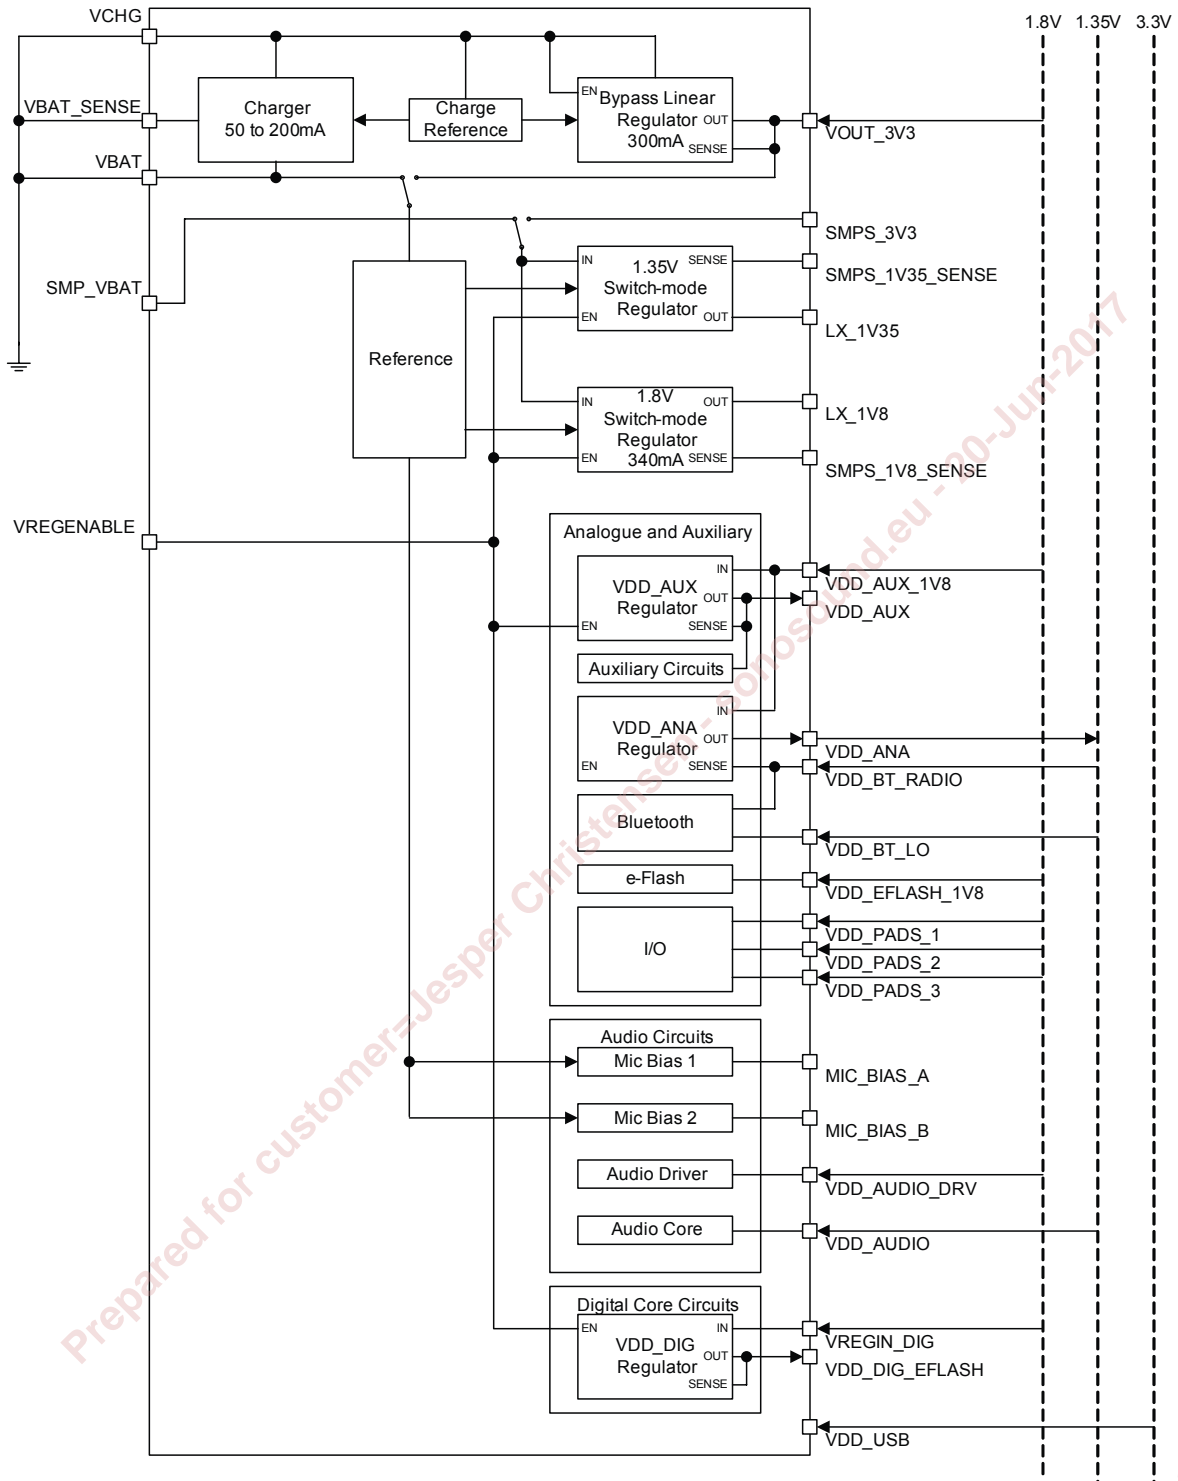 VCHG
1.8V 1.35V 3.3V
VBAT_SENSE
Charger
50 to 200mA
Charge
Reference
EN
Bypass Linear
Regulator
300mA
OUT
SENSE
VOUT_3V3
VBAT
SMPS_3V3
SMP_VBAT
Reference
IN
1.35V
Switch-mode
Regulator
SENSE
EN
OUT
SMPS_1V35_SENSE
LX_1V35
IN
1.8V
Switch-mode
Regulator
340mA
OUT
EN
SENSE
LX_1V8
SMPS_1V8_SENSE
VREGENABLE
Analogue and Auxiliary
VDD_AUX
Regulator
IN
OUT
EN
SENSE
VDD_AUX_1V8
VDD_AUX
Auxiliary Circuits
VDD_ANA
Regulator
IN
OUT
EN
SENSE
VDD_ANA
VDD_BT_RADIO
Bluetooth
VDD_BT_LO
e-Flash
VDD_EFLASH_1V8
I/O
VDD_PADS_1
VDD_PADS_2
VDD_PADS_3
Audio Circuits
Mic Bias 1
MIC_BIAS_A
Mic Bias 2
MIC_BIAS_B
Audio Driver
VDD_AUDIO_DRV
Audio Core
VDD_AUDIO
Digital Core Circuits
EN
VDD_DIG
Regulator
IN
OUT
SENSE
VREGIN_DIG
VDD_DIG_EFLASH
VDD_USB
Prepared for customer=Jesper Christensen - sonosound.eu - 20-Jun-2017